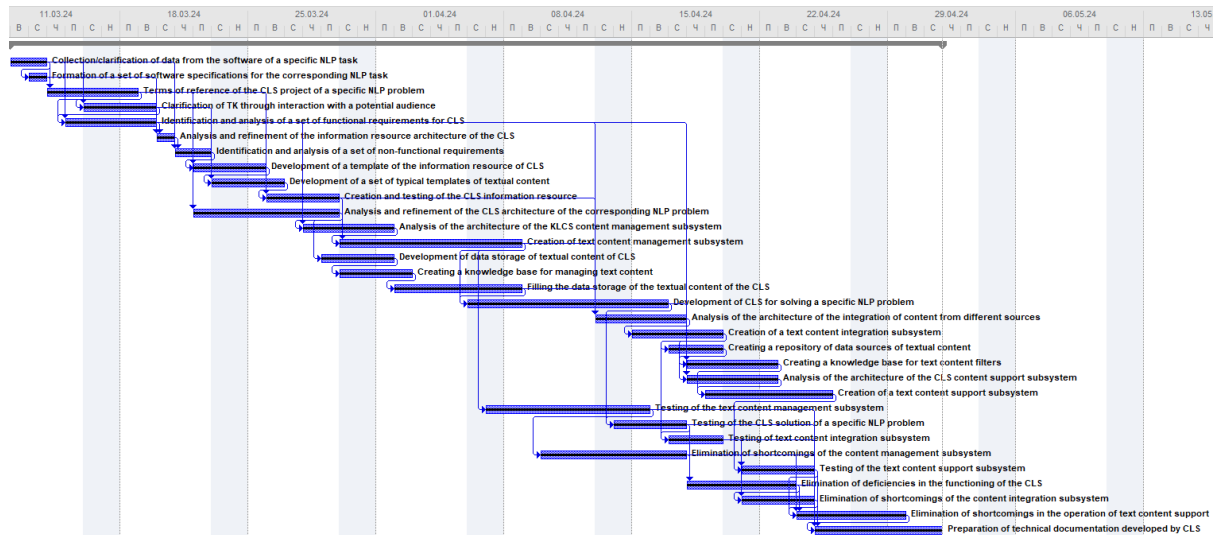 11.03.24 18.03.24 25.03.24 01.04.24 08.04.24 15.04.24 22.04.24 29.04.24 06.05.24 13.05
В С Ч П С Н П В С Ч П С Н П В С Ч П С Н П В С Ч П С Н П В С Ч П С Н П В С Ч П С Н П В С Ч П С Н П В С Ч П С Н П В С Ч П С Н П В С Ч
Collection/clarification of data from the software of a specific NLP task
Formation of a set of software specifications for the corresponding NLP task
Terms of reference of the CLS project of a specific NLP problem
Clarification of TK through interaction with a potential audience
Identification and analysis of a set of functional requirements for CLS
Analysis and refinement of the information resource architecture of the CLS
Identification and analysis of a set of non-functional requirements
Development of a template of the information resource of CLS
Development of a set of typical templates of textual content
Creation and testing of the CLS information resource
Analysis and refinement of the CLS architecture of the corresponding NLP problem
Analysis of the architecture of the KLCS content management subsystem
Creation of text content management subsystem
Development of data storage of textual content of CLS
Creating a knowledge base for managing text content
Filling the data storage of the textual content of the CLS
Development of CLS for solving a specific NLP problem
Analysis of the architecture of the integration of content from different sources
Creation of a text content integration subsystem
Creating a repository of data sources of textual content
Creating a knowledge base for text content filters
Analysis of the architecture of the CLS content support subsystem
Creation of a text content support subsystem
Testing of the text content management subsystem
Testing of the CLS solution of a specific NLP problem
Testing of text content integration subsystem
Elimination of shortcomings of the content management subsystem
Testing of the text content support subsystem
Elimination of deficiencies in the functioning of the CLS
Elimination of shortcomings of the content integration subsystem
Elimination of shortcomings in the operation of text content support
Preparation of technical documentation developed by CLS